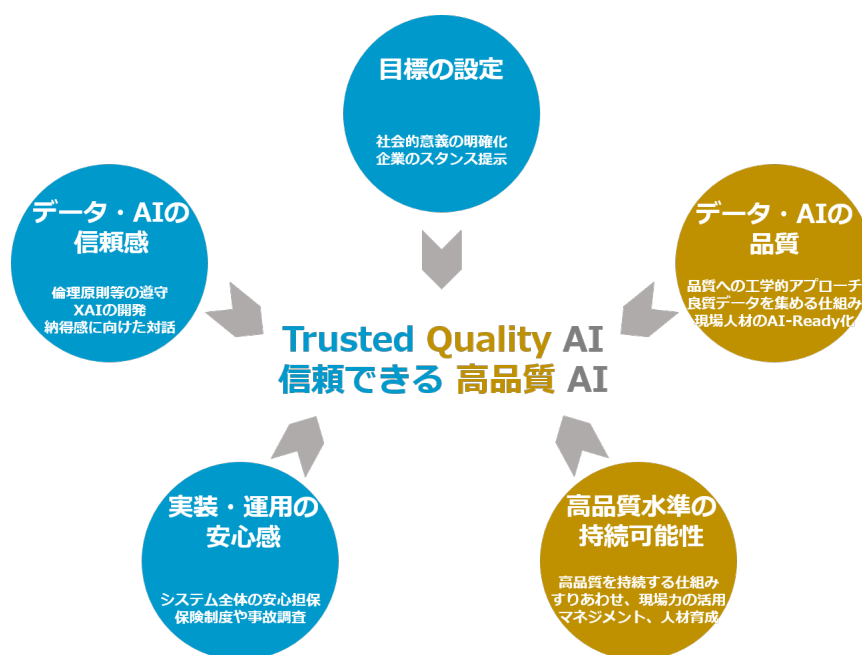 目標の設定
社会的意義の明確化
企業のスタンス提示
データ・AIの
信頼感
倫理原則等の遵守
XAIの開発
納得感に向けた対話
データ・AIの
品質
品質への工学的アプローチ
良質データを集める仕組み
現場人材のAI-Ready化
Trusted Quality AI
信頼できる 高品質 AI
実装・運用の
安心感
システム全体の安心担保
保険制度や事故調査
高品質水準の
持続可能性
高品質を持続する仕組み
すりあわせ、現場力の活用
マネジメント、人材育成